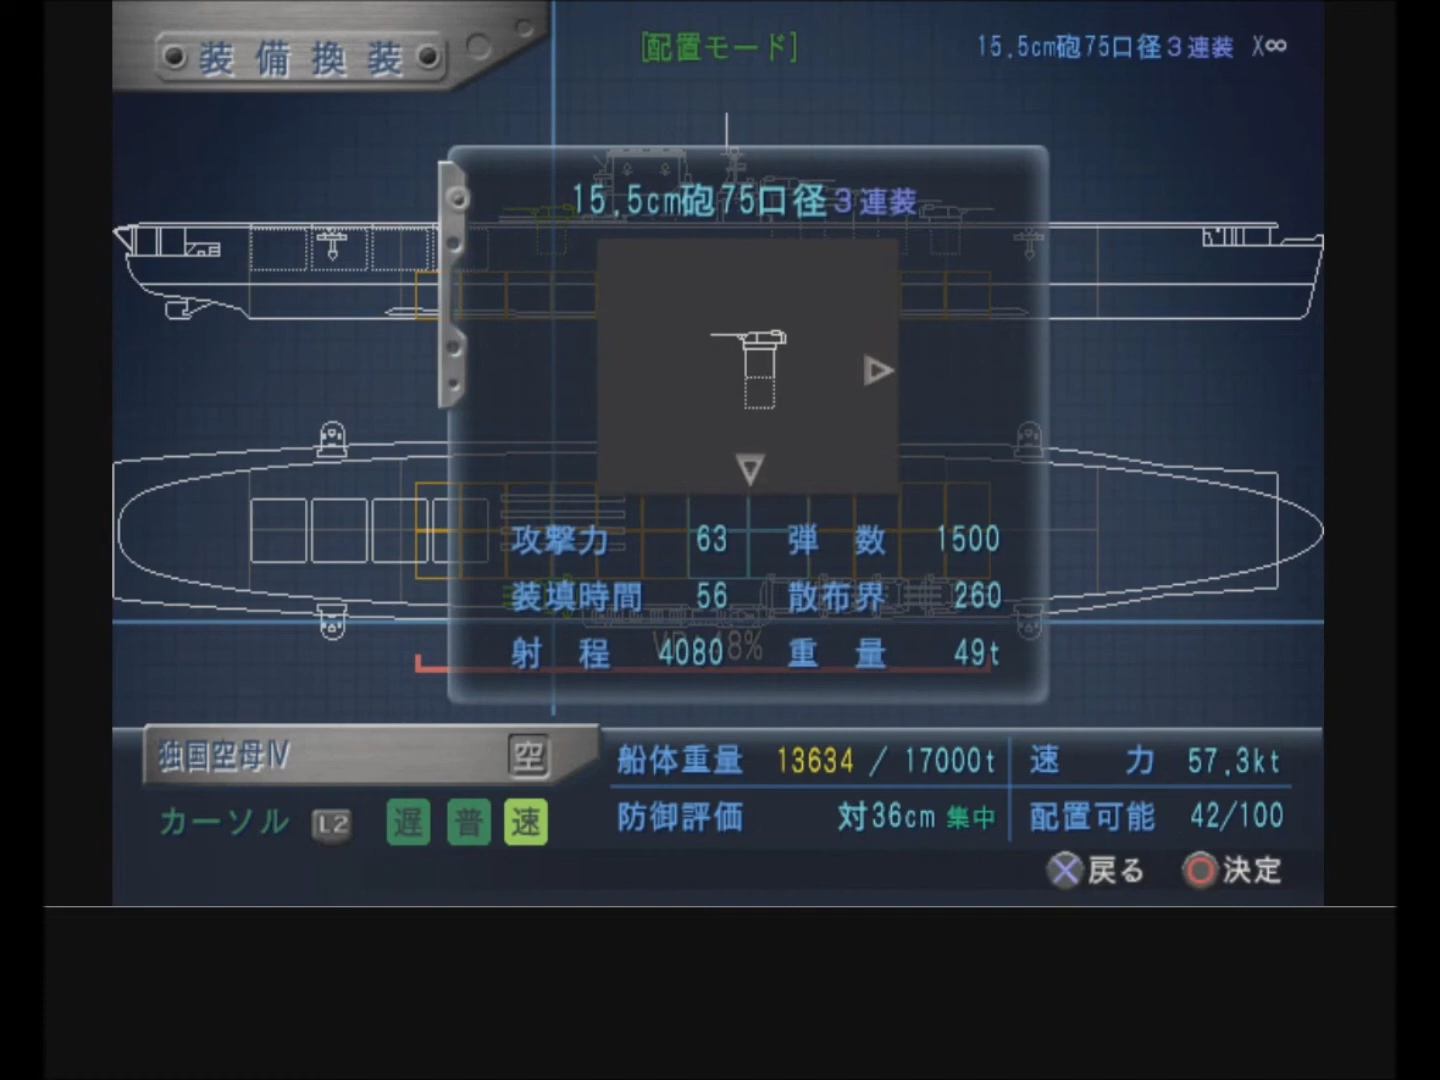 装備換装
[配置モード]
15.5cm砲75口径3連装 X∞
15.5cm砲75口径3連装
攻撃力 63 弾数 1500
装填時間 56 散布界 260
射程 4080 重量 49t
独国空母Ⅳ 空
船体重量 13634 / 17000t 速力 57.3kt
カーソル L2 遅 普 速
防御評価 対36cm 集中 配置可能 42/100
戻る 決定